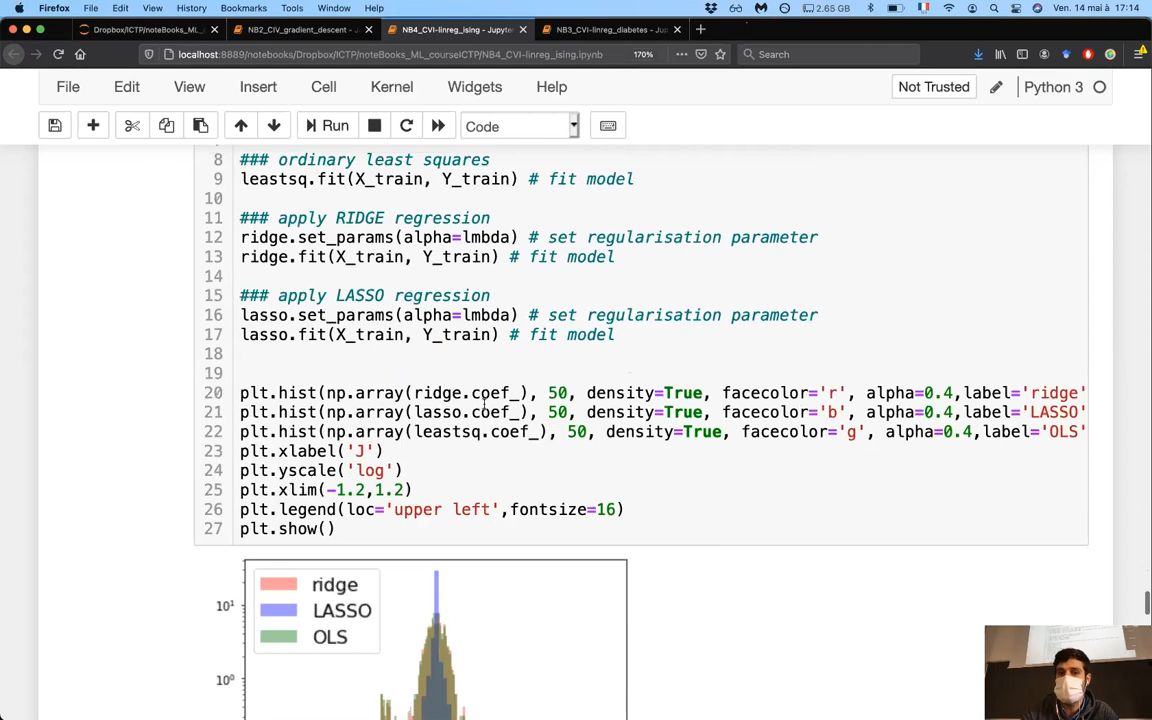 Firefox File Edit View History Bookmarks Tools Window Help 2.65 GB Ven. 14 mai à 17:14
Dropbox/ICTP/noteBooks_ML_ NB2_CIV_gradient_descent - NB4_CVI-linreg_ising - Jupyter NB3_CVI-linreg_diabetes - Ju
localhost:8889/notebooks/Dropbox/ICTP/noteBooks_ML_courseICTP/NB4_CVI-linreg_ising.ipynb 170% Search
File Edit View Insert Cell Kernel Widgets Help Not Trusted Python 3
Run Code
8 ### ordinary least squares
9 leastsq.fit(X_train, Y_train) # fit model
10
11 ### apply RIDGE regression
12 ridge.set_params(alpha=lmbda) # set regularisation parameter
13 ridge.fit(X_train, Y_train) # fit model
14
15 ### apply LASSO regression
16 lasso.set_params(alpha=lmbda) # set regularisation parameter
17 lasso.fit(X_train, Y_train) # fit model
18
19
20 plt.hist(np.array(ridge.coef_), 50, density=True, facecolor='r', alpha=0.4,label='ridge'
21 plt.hist(np.array(lasso.coef_), 50, density=True, facecolor='b', alpha=0.4,label='LASSO'
22 plt.hist(np.array(leastsq.coef_), 50, density=True, facecolor='g', alpha=0.4,label='OLS'
23 plt.xlabel('J')
24 plt.yscale('log')
25 plt.xlim(-1.2,1.2)
26 plt.legend(loc='upper left',fontsize=16)
27 plt.show()
ridge
10¹
LASSO
OLS
10⁰